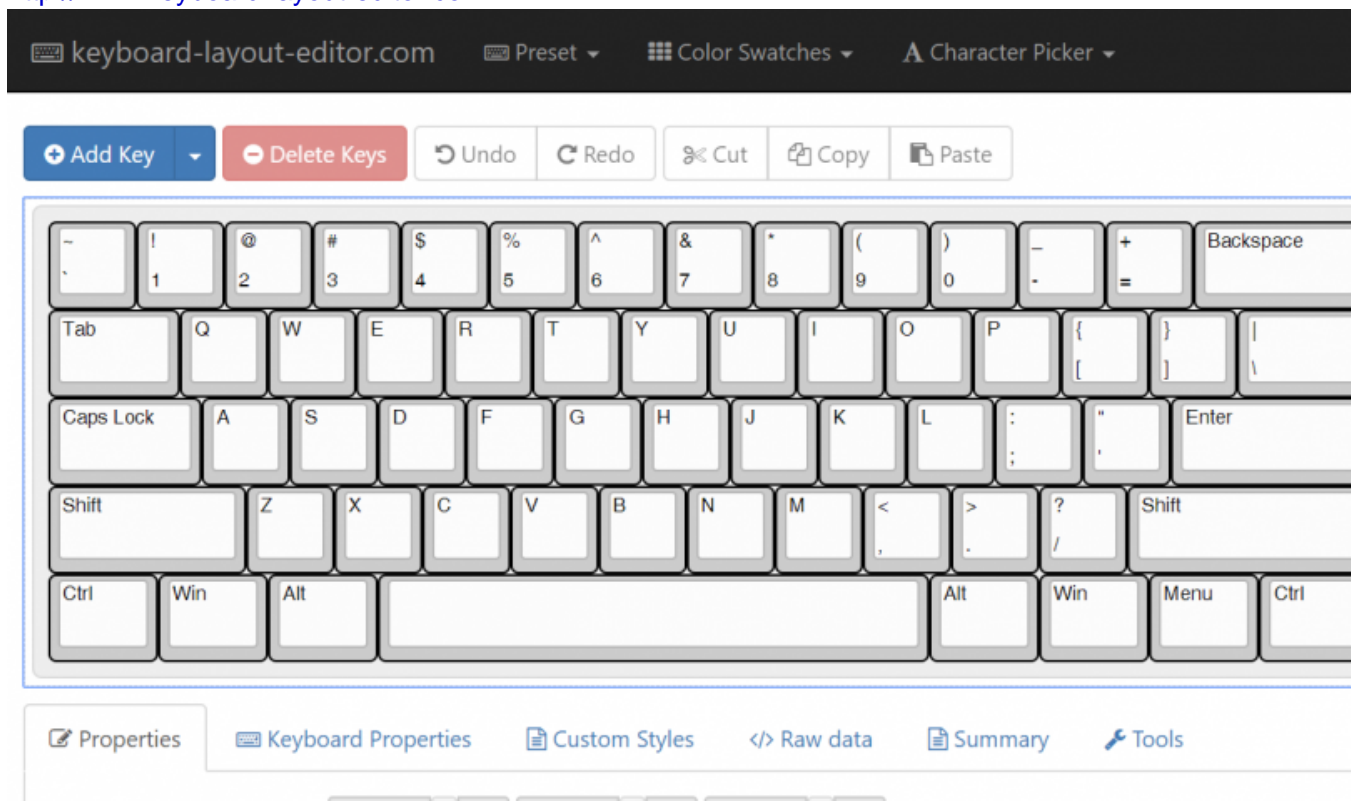 keyboard-layout-editor.com Preset Color Swatches A Character Picker
Add Key Delete Keys Undo Redo Cut Copy Paste
~ ! @ # $ % ^ & * ( ) _ + Backspace
` 1 2 3 4 5 6 7 8 9 0 - =
Tab Q W E R T Y U I O P { } |
[ ] \
Caps Lock A S D F G H J K L : " Enter
; '
Shift Z X C V B N M < > ? Shift
, . /
Ctrl Win Alt Alt Win Menu Ctrl
Properties Keyboard Properties Custom Styles </> Raw data Summary Tools